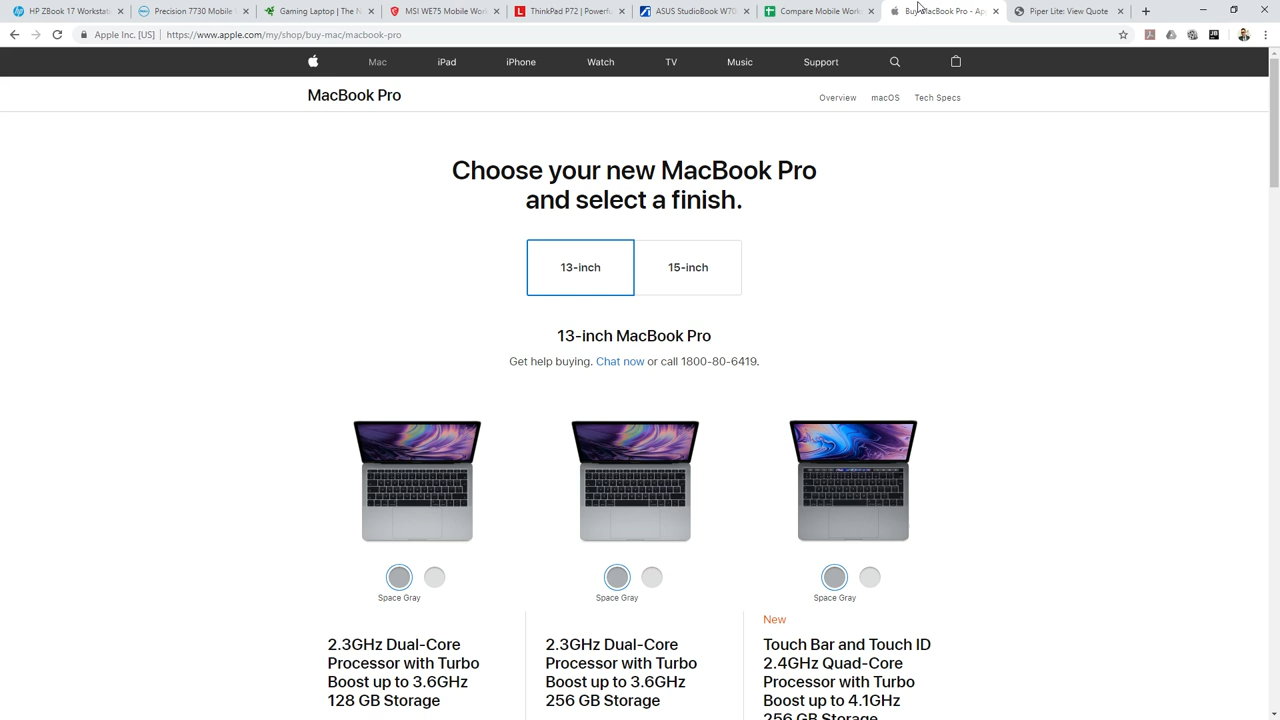 HP ZBook 17 Workst
Precision 7730 Mobile
Gaming Laptop | The N
MSI WE75 Mobile Work
ThinkPad P72 | Powerf
ASUS StudioBook W70
Compare Mobile Works
Buy MacBook Pro - Ap
Piper Lite: View Quote
Apple Inc. [US] | https://www.apple.com/my/shop/buy-mac/macbook-pro
Mac iPad iPhone Watch TV Music Support
MacBook Pro
Overview macOS Tech Specs
Choose your new MacBook Pro
and select a finish.
13-inch 15-inch
13-inch MacBook Pro
Get help buying. Chat now or call 1800-80-6419.
Space Gray Space Gray Space Gray
2.3GHz Dual-Core
Processor with Turbo
Boost up to 3.6GHz
128 GB Storage
2.3GHz Dual-Core
Processor with Turbo
Boost up to 3.6GHz
256 GB Storage
New
Touch Bar and Touch ID
2.4GHz Quad-Core
Processor with Turbo
Boost up to 4.1GHz
256 GB Storage